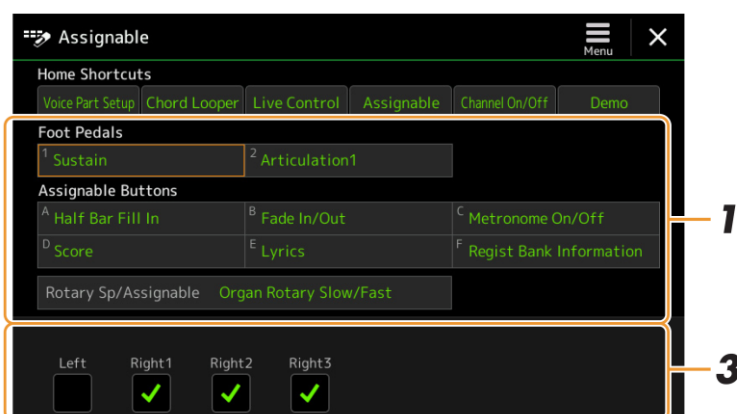 Assignable
Menu
Home Shortcuts
Voice Part Setup Chord Looper Live Control Assignable Channel On/Off Demo
Foot Pedals
1 Sustain 2 Articulation1
Assignable Buttons
A Half Bar Fill In B Fade In/Out C Metronome On/Off
D Score E Lyrics F Regist Bank Information
Rotary Sp/Assignable Organ Rotary Slow/Fast
1
Left Right1 Right2 Right3
3